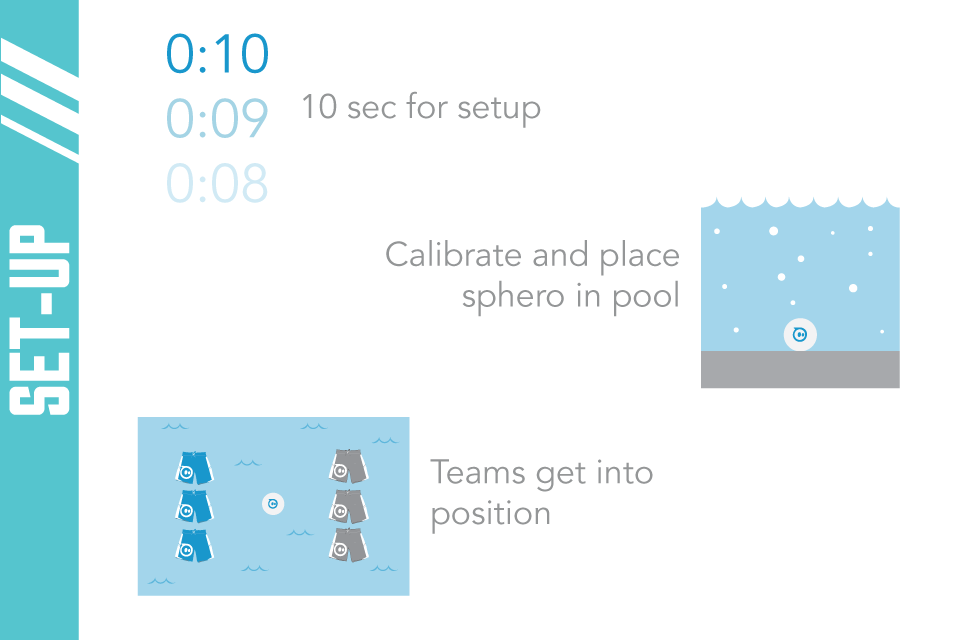 SET-UP
0:10
0:09
0:08
10 sec for setup
Calibrate and place
sphero in pool
Teams get into
position